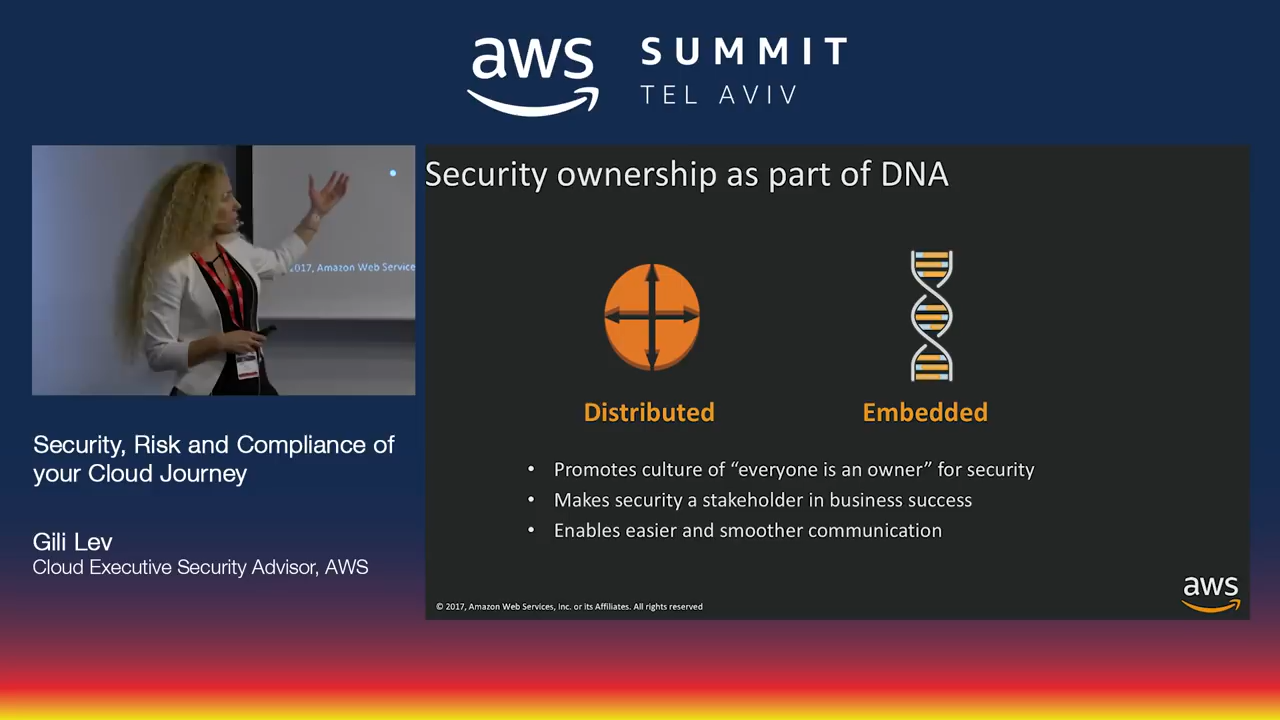 aws
SUMMIT
TEL AVIV
2017, Amazon Web Service
Security, Risk and Compliance of
your Cloud Journey
Gili Lev
Cloud Executive Security Advisor, AWS
Security ownership as part of DNA
Distributed
Embedded
• Promotes culture of “everyone is an owner” for security
• Makes security a stakeholder in business success
• Enables easier and smoother communication
© 2017, Amazon Web Services, Inc. or its Affiliates. All rights reserved
aws